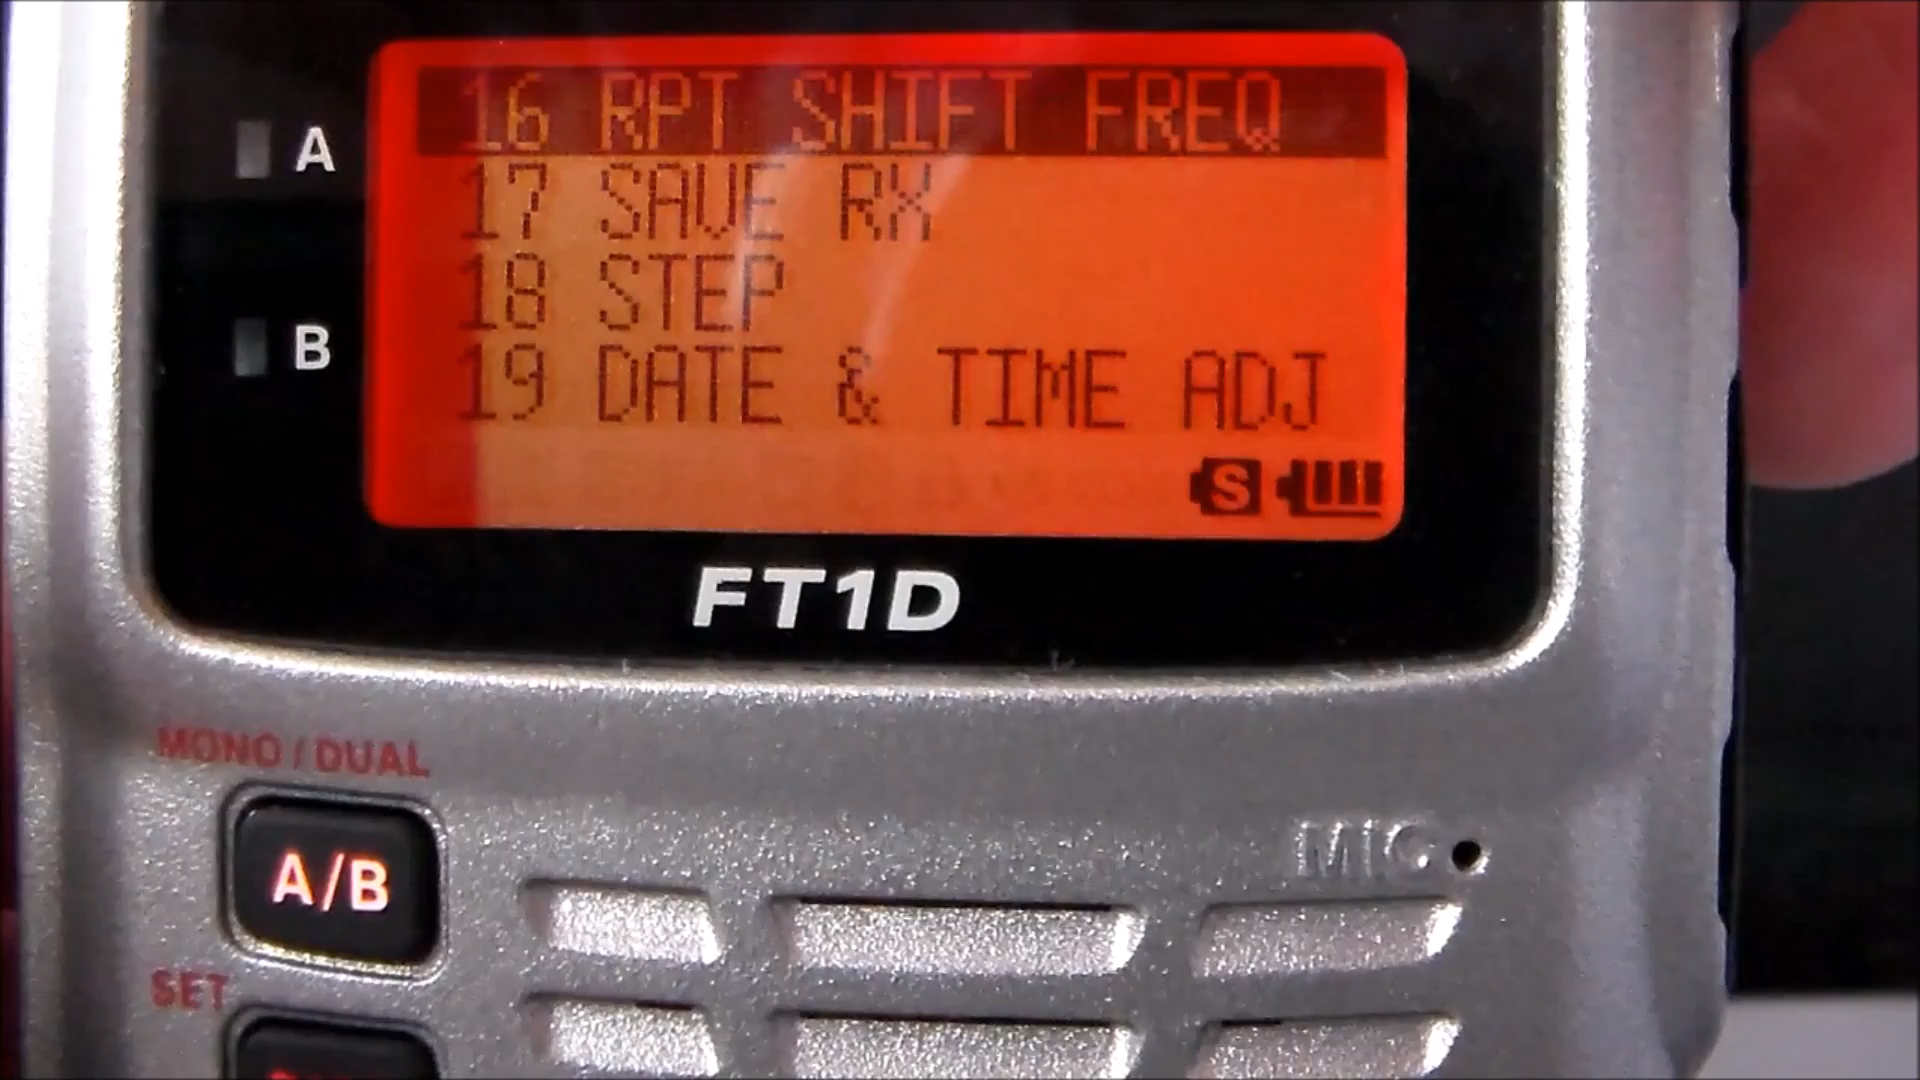 16 RPT SHIFT FREQ
A
17 SAVE RX
18 STEP
B
19 DATE & TIME ADJ
S
FT1D
MONO / DUAL
MIC
A/B
SET